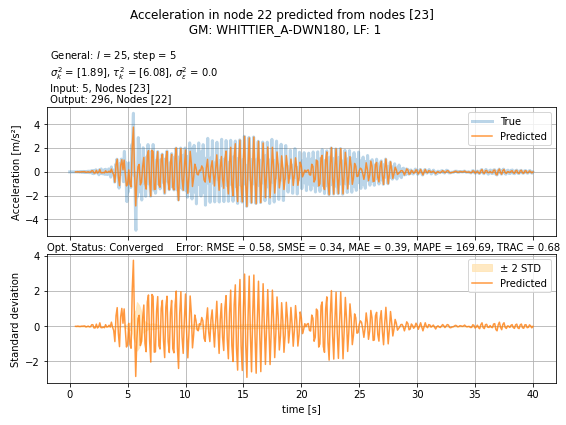 Acceleration in node 22 predicted from nodes [23]
GM: WHITTIER_A-DWN180, LF: 1
General: l = 25, step = 5
σ²ₖ = [1.89], τ²ₖ = [6.08], σ²ε = 0.0
Input: 5, Nodes [23]
Output: 296, Nodes [22]
True
Predicted
4
2
0
−2
−4
Acceleration [m/s²]
Opt. Status: Converged Error: RMSE = 0.58, SMSE = 0.34, MAE = 0.39, MAPE = 169.69, TRAC = 0.68
± 2 STD
Predicted
4
2
0
−2
Standard deviation
0 5 10 15 20 25 30 35 40
time [s]